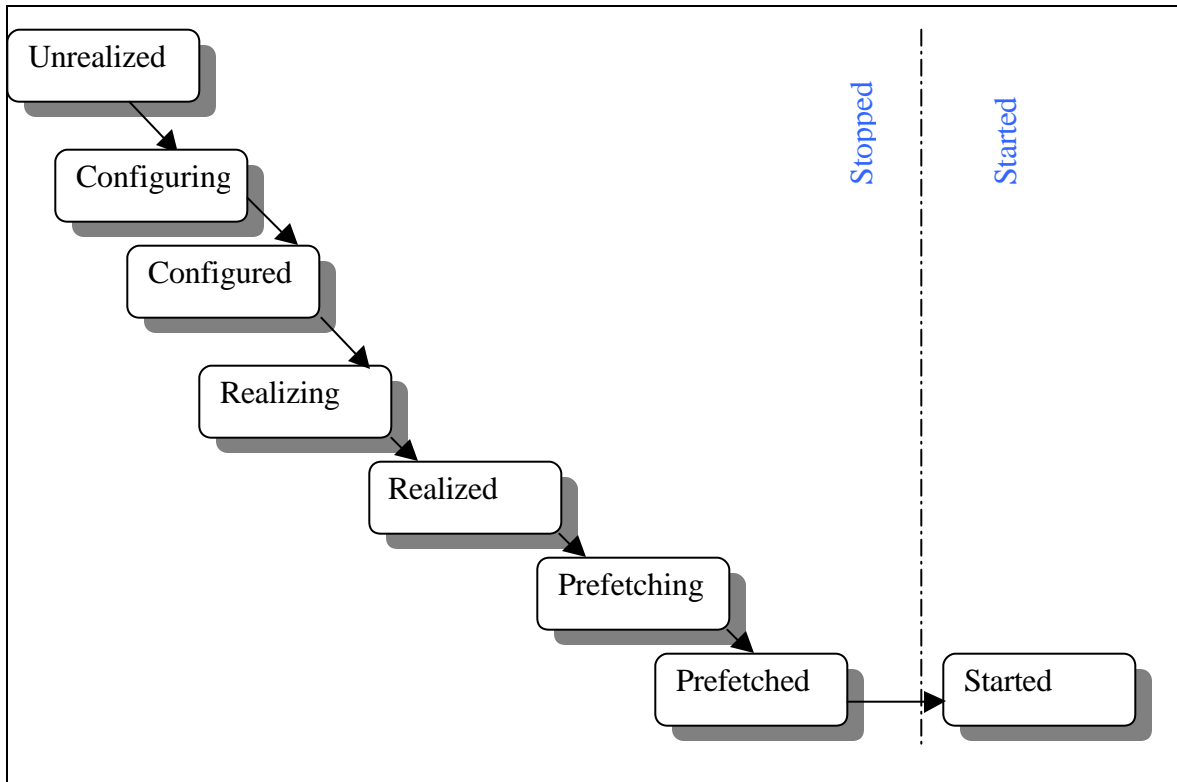 Unrealized
Stopped
Started
Configuring
Configured
Realizing
Realized
Prefetching
Prefetched
Started